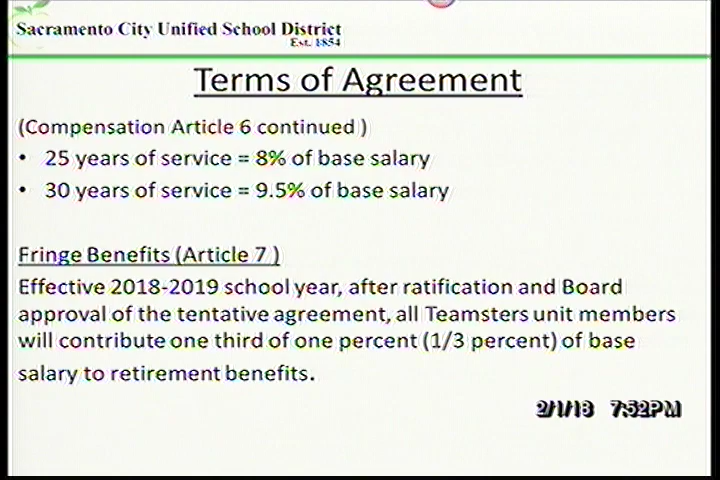 Sacramento City Unified School District
Est. 1854
Terms of Agreement
(Compensation Article 6 continued )
• 25 years of service = 8% of base salary
• 30 years of service = 9.5% of base salary
Fringe Benefits (Article 7 )
Effective 2018-2019 school year, after ratification and Board
approval of the tentative agreement, all Teamsters unit members
will contribute one third of one percent (1/3 percent) of base
salary to retirement benefits.
2/1/18 7:52PM